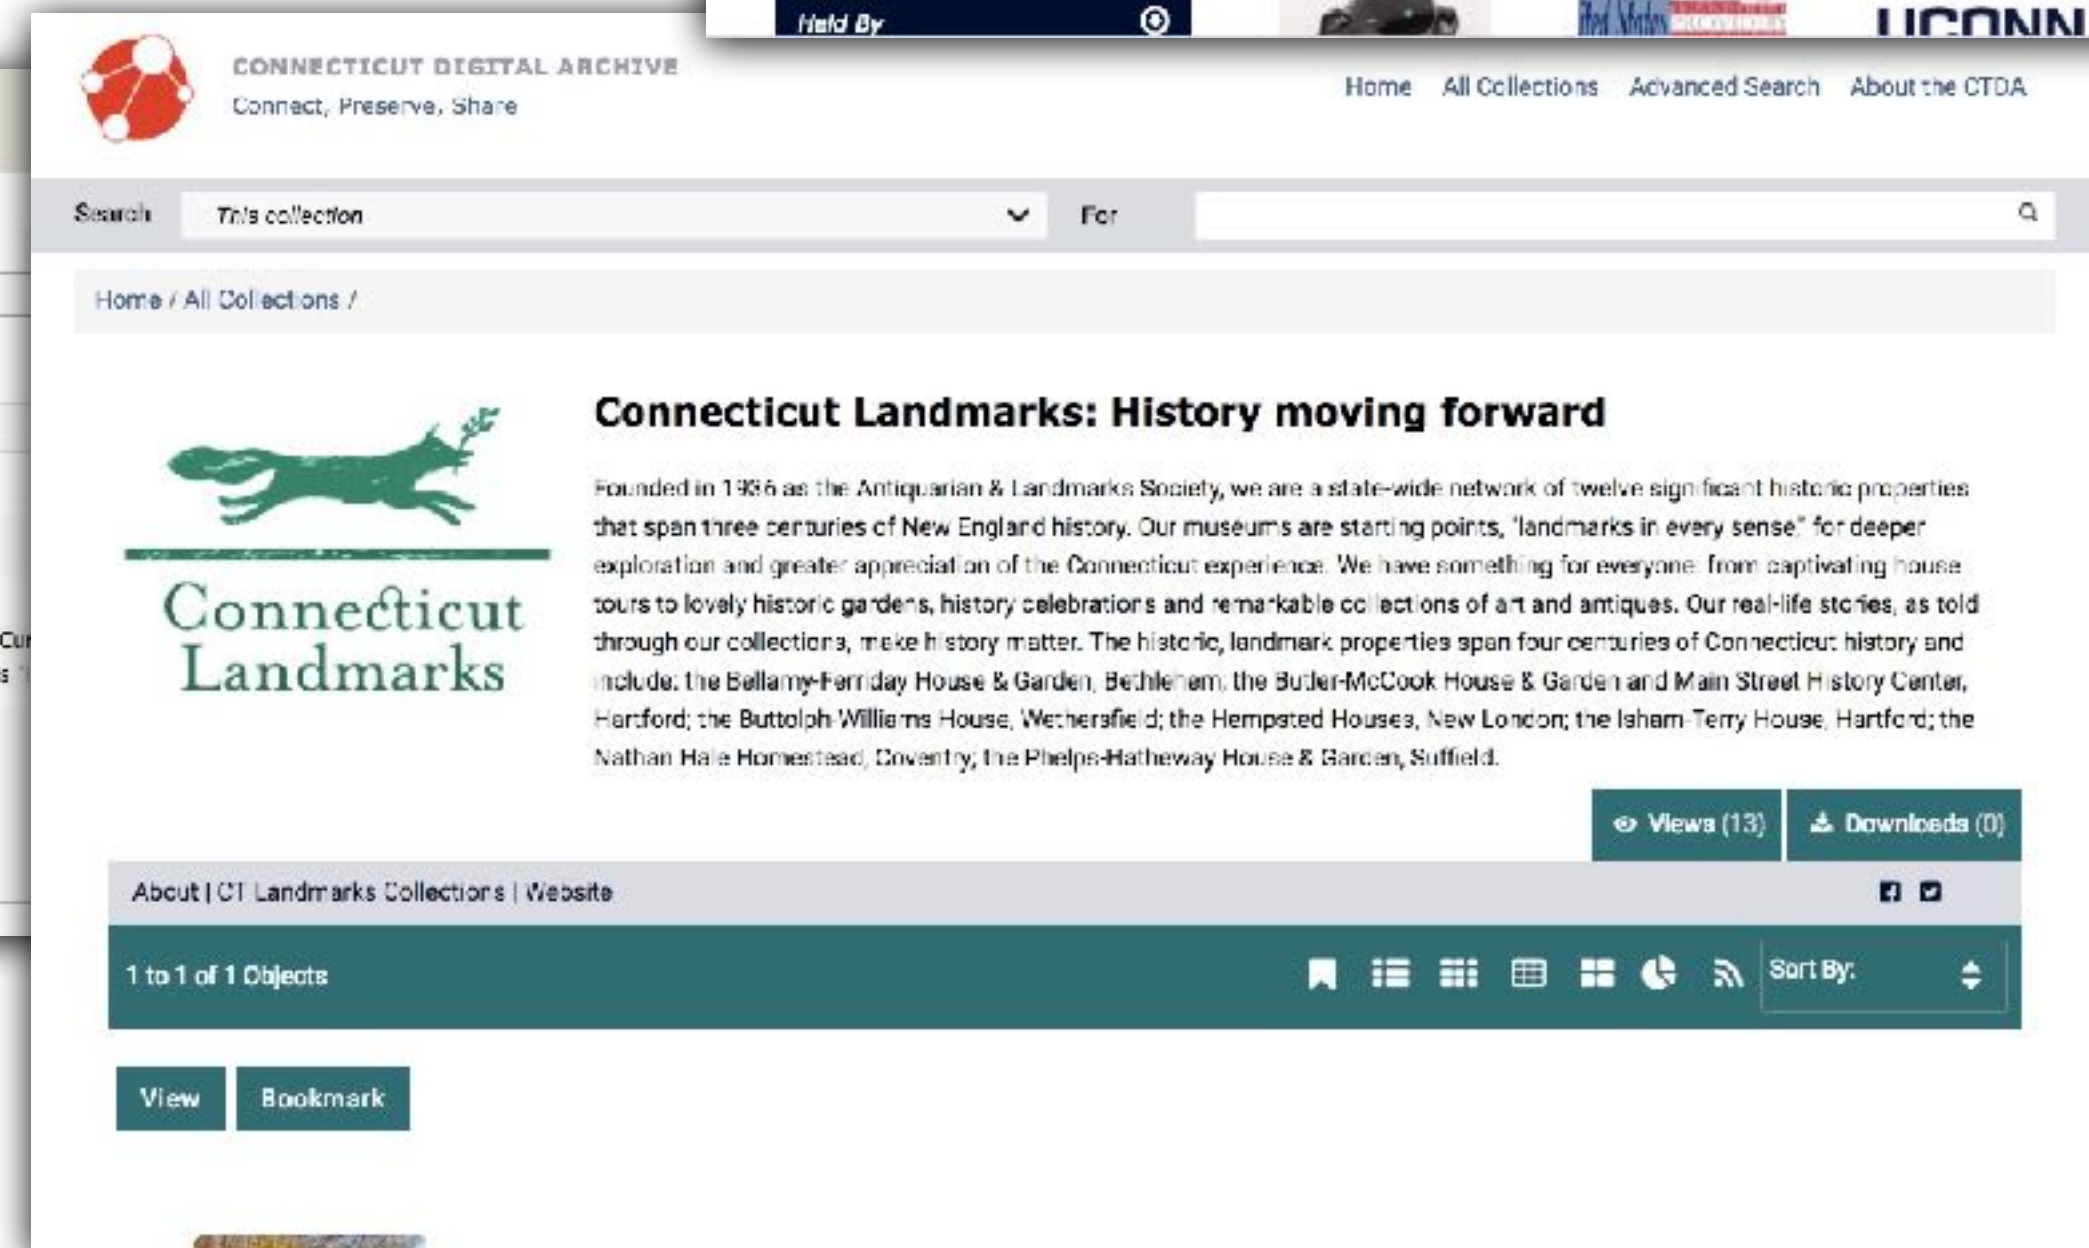 Held By
UCONN
CONNECTICUT DIGITAL ARCHIVE
Connect, Preserve, Share
Home All Collections Advanced Search About the CTDA
Search This collection For
Home / All Collections /
Connecticut Landmarks: History moving forward
Founded in 1936 as the Antiquarian & Landmarks Society, we are a state-wide network of twelve significant historic properties
that span three centuries of New England history. Our museums are starting points, "landmarks in every sense" for deeper
exploration and greater appreciation of the Connecticut experience. We have something for everyone: from captivating house
tours to lovely historic gardens, history celebrations and remarkable collections of art and antiques. Our real-life stories, as told
through our collections, make history matter. The historic, landmark properties span four centuries of Connecticut history and
include: the Bellamy-Ferriday House & Garden, Bethlehem; the Butler-McCook House & Garden and Main Street History Center,
Hartford; the Buttolph-Williams House, Wethersfield; the Hempsted Houses, New London; the Isham-Terry House, Hartford; the
Nathan Hale Homestead, Coventry; the Phelps-Hatheway House & Garden, Suffield.
Connecticut
Landmarks
Views (13) Downloads (0)
About | CT Landmarks Collections | Website
1 to 1 of 1 Objects Sort By:
View Bookmark